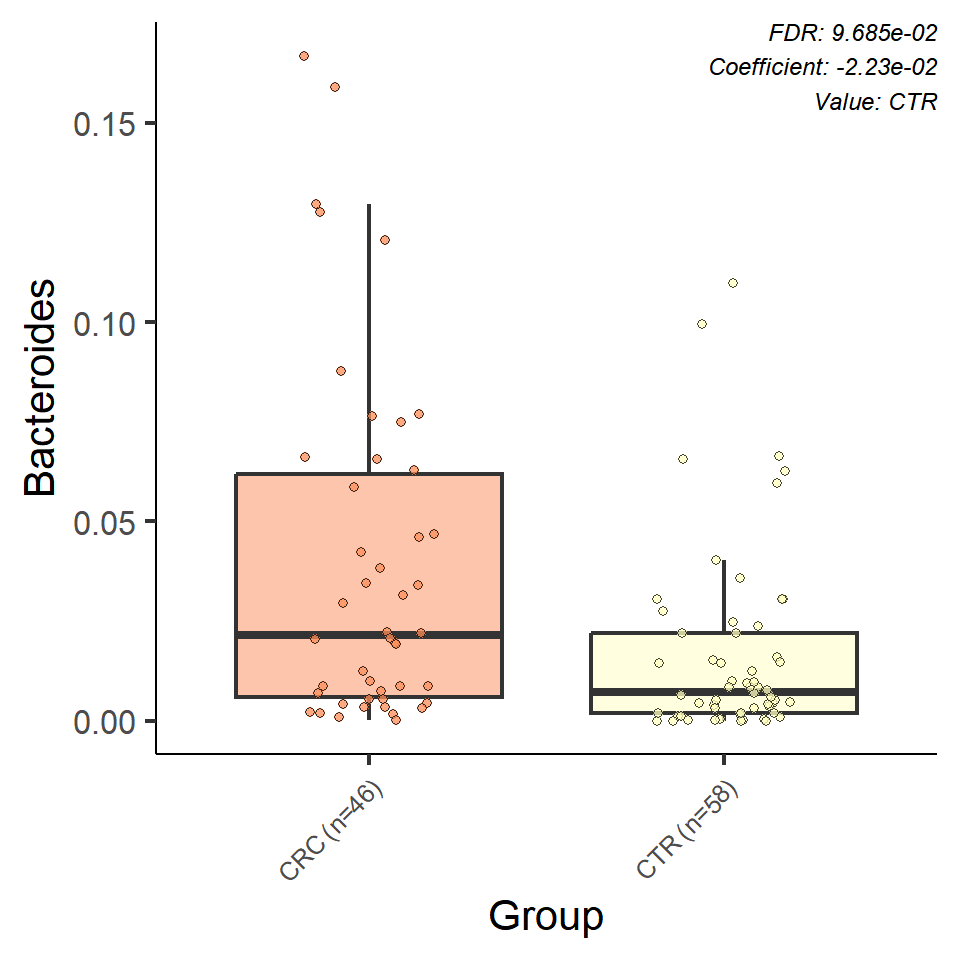 FDR: 9.685e-02
Coefficient: -2.23e-02
Value: CTR
Bacteroides
0.15
0.10
0.05
0.00
CRC (n=46)
CTR (n=58)
Group